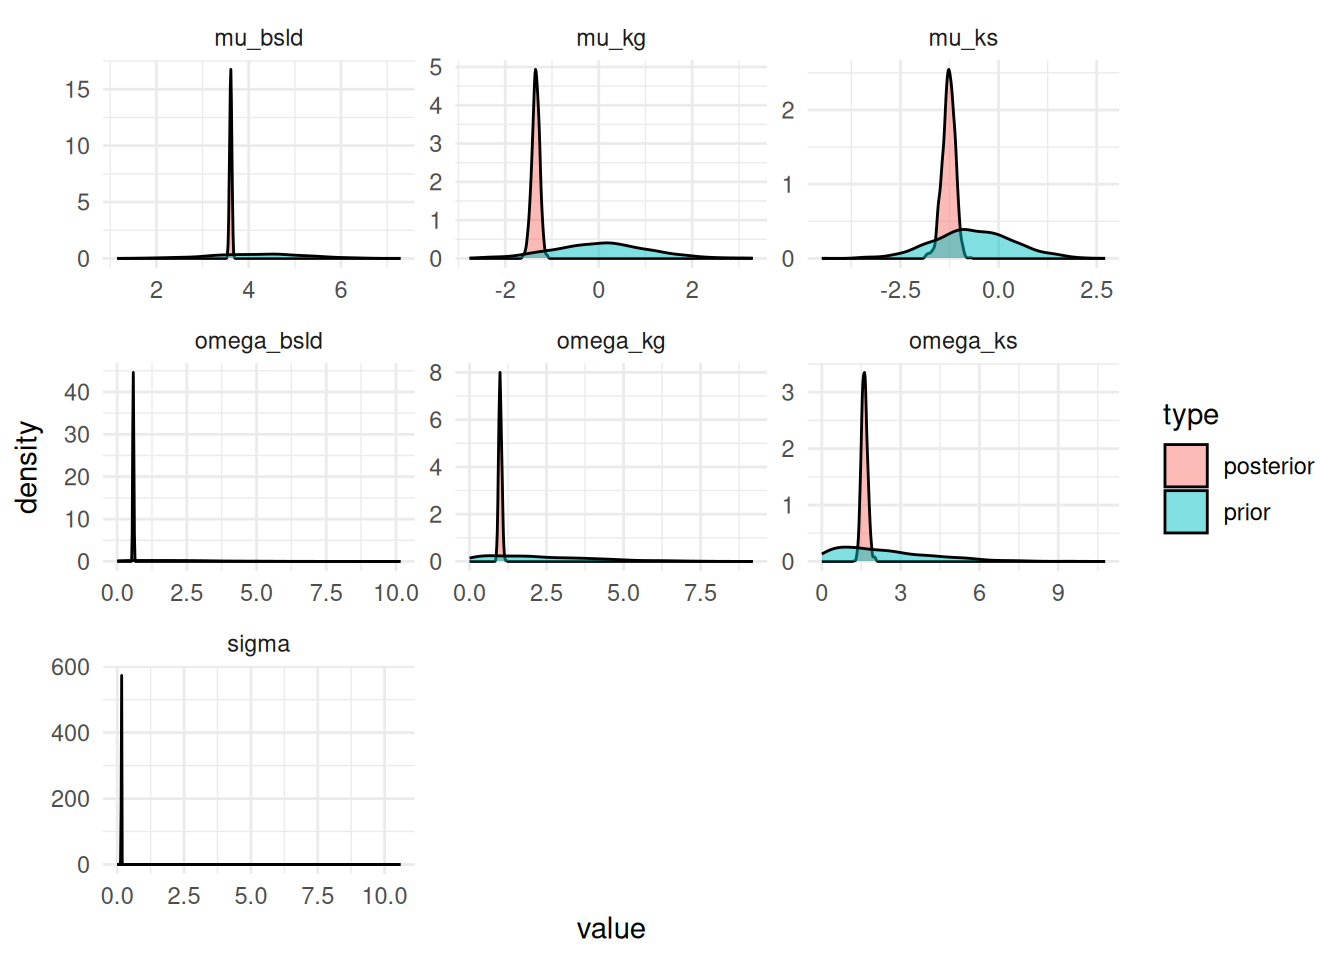 mu_bsld mu_kg mu_ks
15
10
5
0
2 4 6
5
4
3
2
1
0
-2 0 2
2
1
0
-2.5 0.0 2.5
omega_bsld omega_kg omega_ks
40
30
20
10
0
0.0 2.5 5.0 7.5 10.0
8
6
4
2
0
0.0 2.5 5.0 7.5
3
2
1
0
0 3 6 9
sigma
600
400
200
0
0.0 2.5 5.0 7.5 10.0
density
value
type
posterior
prior